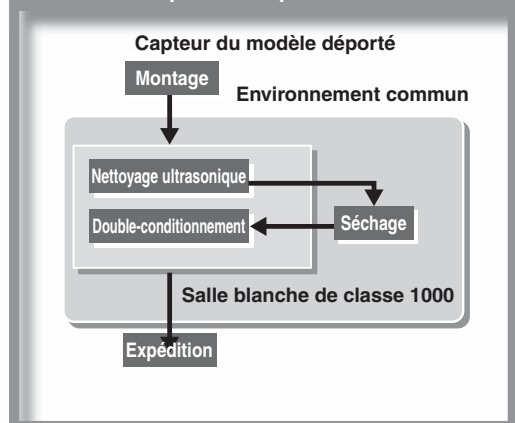 Capteur du modèle déporté
Montage
Environnement commun
Nettoyage ultrasonique
Double-conditionnement
Séchage
Salle blanche de classe 1000
Expédition